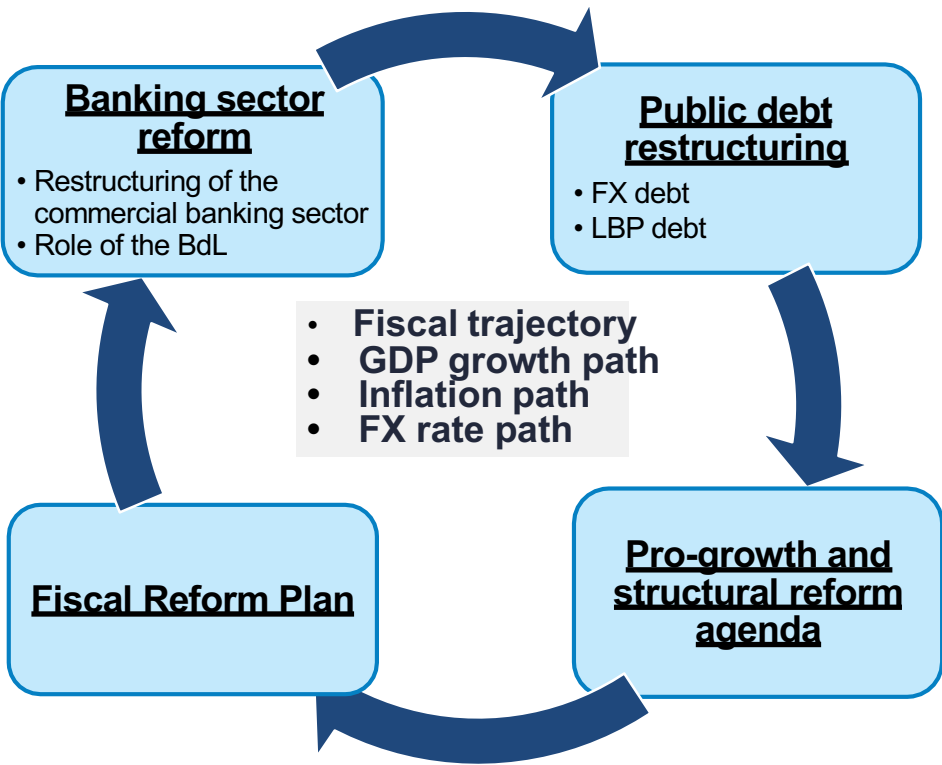 Banking sector
reform
• Restructuring of the
commercial banking sector
• Role of the BdL
Public debt
restructuring
• FX debt
• LBP debt
• Fiscal trajectory
• GDP growth path
• Inflation path
• FX rate path
Fiscal Reform Plan
Pro-growth and
structural reform
agenda